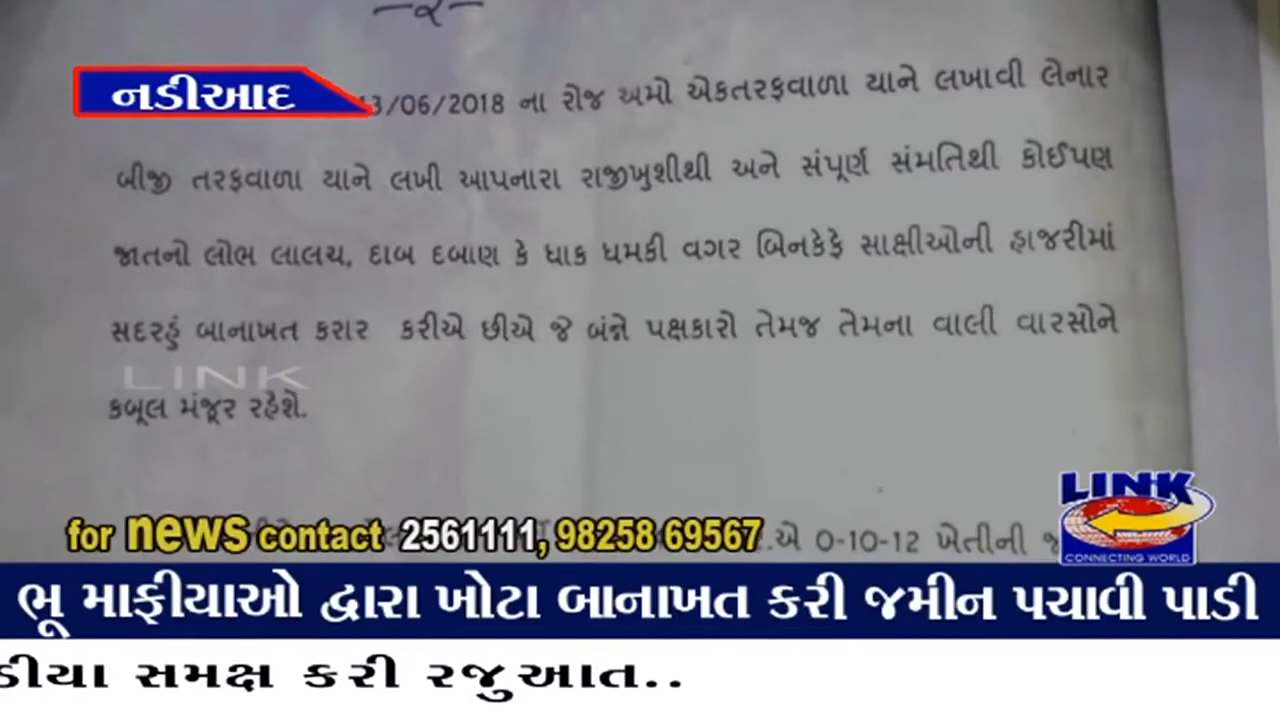 -૨-
નડીઆદ
13/06/2018 ના રોજ અમો એકતરફવાળા યાને લખાવી લેનાર
બીજી તરફવાળા યાને લખી આપનારા રાજીખુશીથી અને સંપૂર્ણ સંમતિથી કોઈપણ
જાતનો લોભ લાલચ, દાબ દબાણ કે ધાક ધમકી વગર બિનકેફે સાક્ષીઓની હાજરીમાં
સદરહું બાનાખત કરાર કરીએ છીએ જે બંન્ને પક્ષકારો તેમજ તેમના વાલી વારસોને
LINK
કબૂલ મંજૂર રહેશે.
LINK
for news contact 2561111, 98258 69567
.એ 0-10-12 ખેતીની
CONNECTING WORLD
ભૂ માફીયાઓ દ્વારા ખોટા બાનાખત કરી જમીન પચાવી પાડી
ડીયા સમક્ષ કરી રજુઆત..